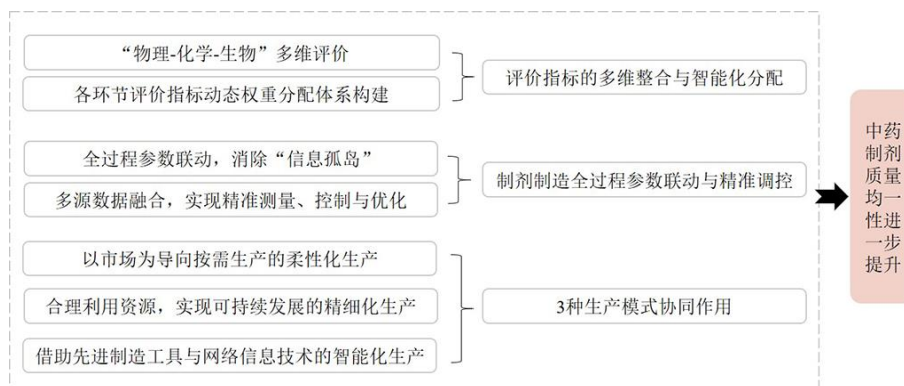 “物理-化学-生物”多维评价
各环节评价指标动态权重分配体系构建
评价指标的多维整合与智能化分配
全过程参数联动，消除“信息孤岛”
多源数据融合，实现精准测量、控制与优化
制剂制造全过程参数联动与精准调控
以市场为导向按需生产的柔性化生产
合理利用资源，实现可持续发展的精细化生产
借助先进制造工具与网络信息技术的智能化生产
3种生产模式协同作用
中药
制剂
质量
均一
性进
一步
提升